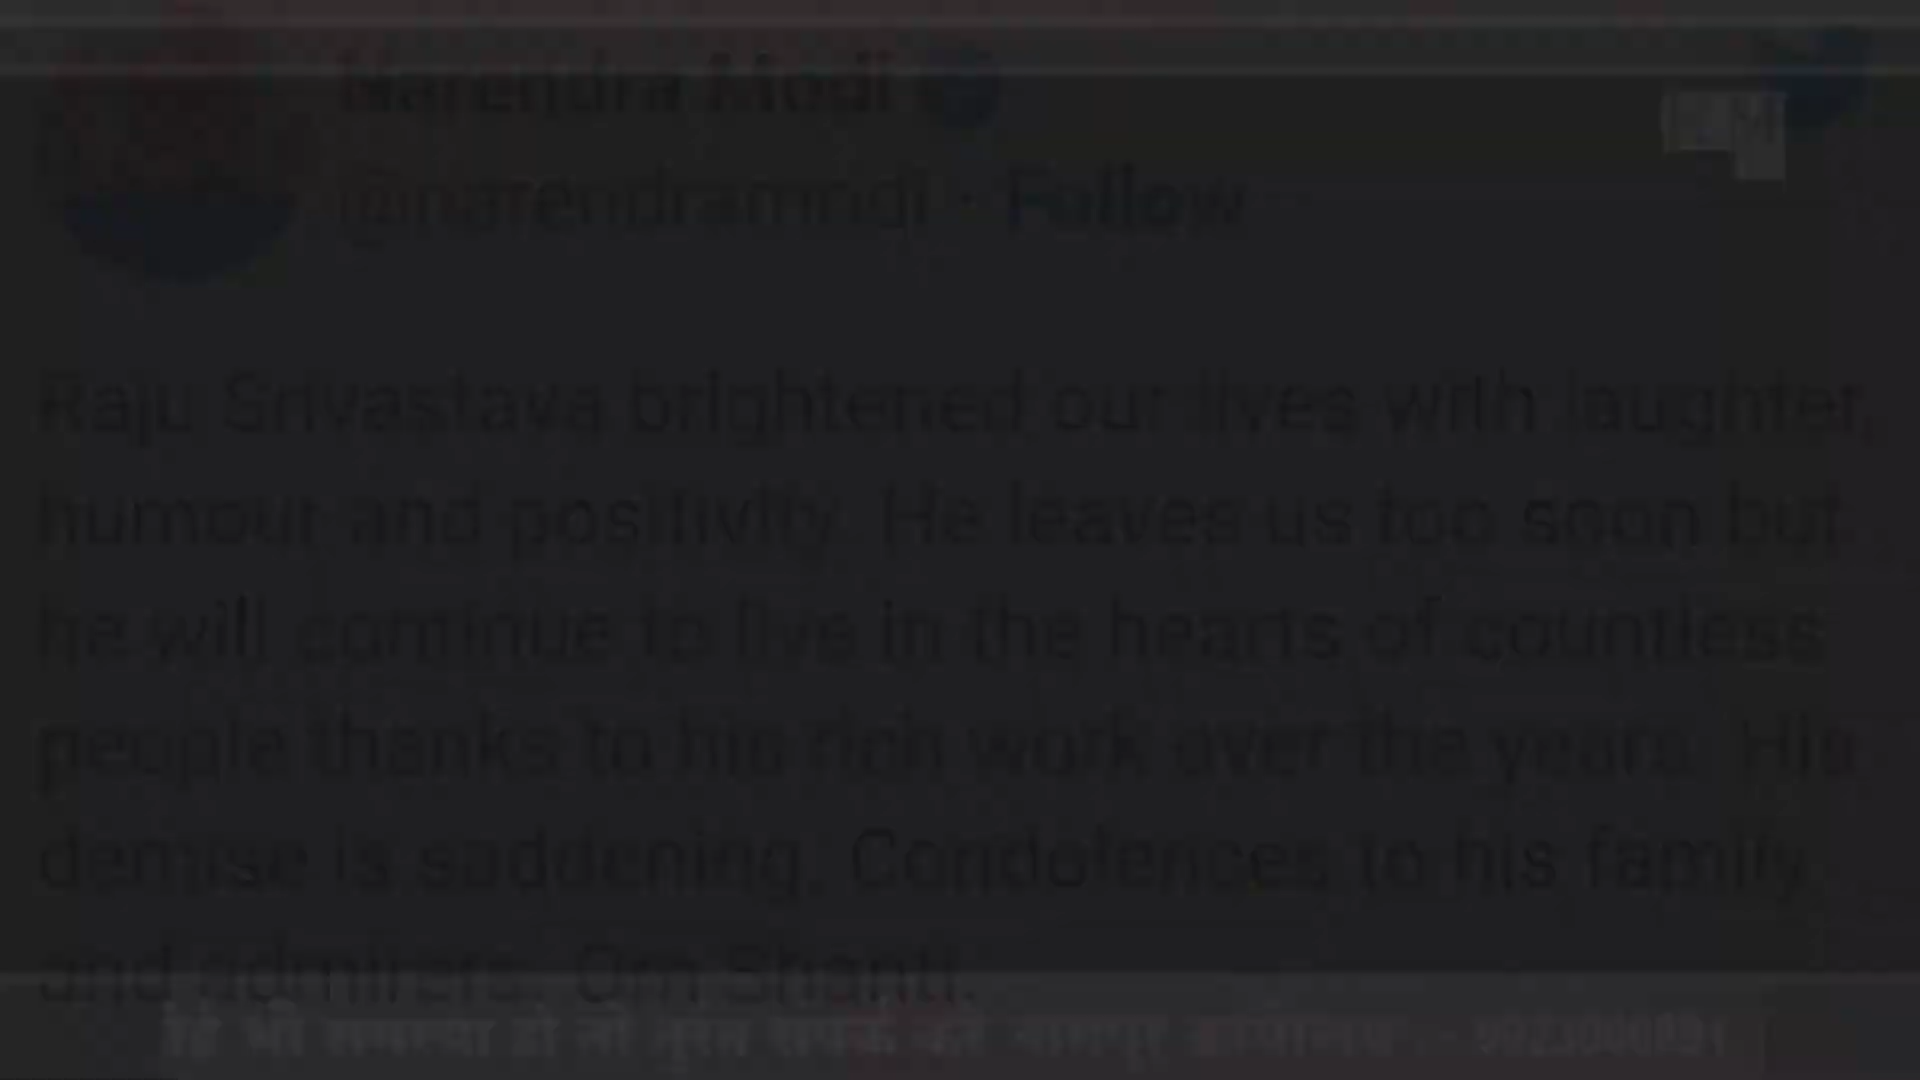 Narendra Modi
@narendramodi · Follow
Raju Srivastava brightened our lives with laughter,
humour and positivity. He leaves us too soon but
he will continue to live in the hearts of countless
people thanks to his rich work over the years. His
demise is saddening. Condolences to his family
and admirers. Om Shanti.